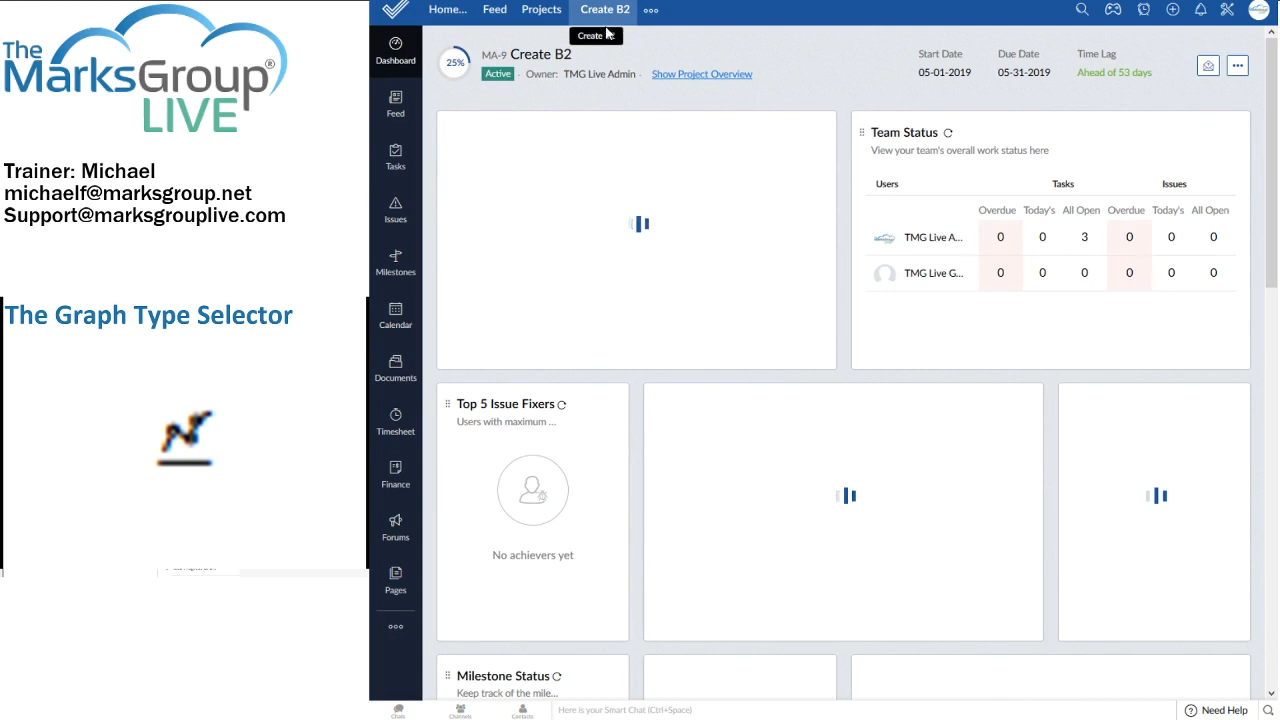 The
MarksGroup®
LIVE
Trainer: Michael
michaelf@marksgroup.net
Support@marksgrouplive.com
The Graph Type Selector
Home... Feed Projects Create B2
Create
Dashboard
Feed
Tasks
Issues
Milestones
Calendar
Documents
Timesheet
Finance
Forums
Pages
25%
MA-9 Create B2
Active · Owner: TMG Live Admin · Show Project Overview
Start Date Due Date Time Lag
05-01-2019 05-31-2019 Ahead of 53 days
Team Status
View your team's overall work status here
Users Tasks Issues
Overdue Today's All Open Overdue Today's All Open
TMG Live A... 0 0 3 0 0 0
TMG Live G... 0 0 0 0 0 0
Top 5 Issue Fixers
Users with maximum ...
No achievers yet
Milestone Status
Keep track of the mile...
Chats Channels Contacts Here is your Smart Chat (Ctrl+Space) Need Help